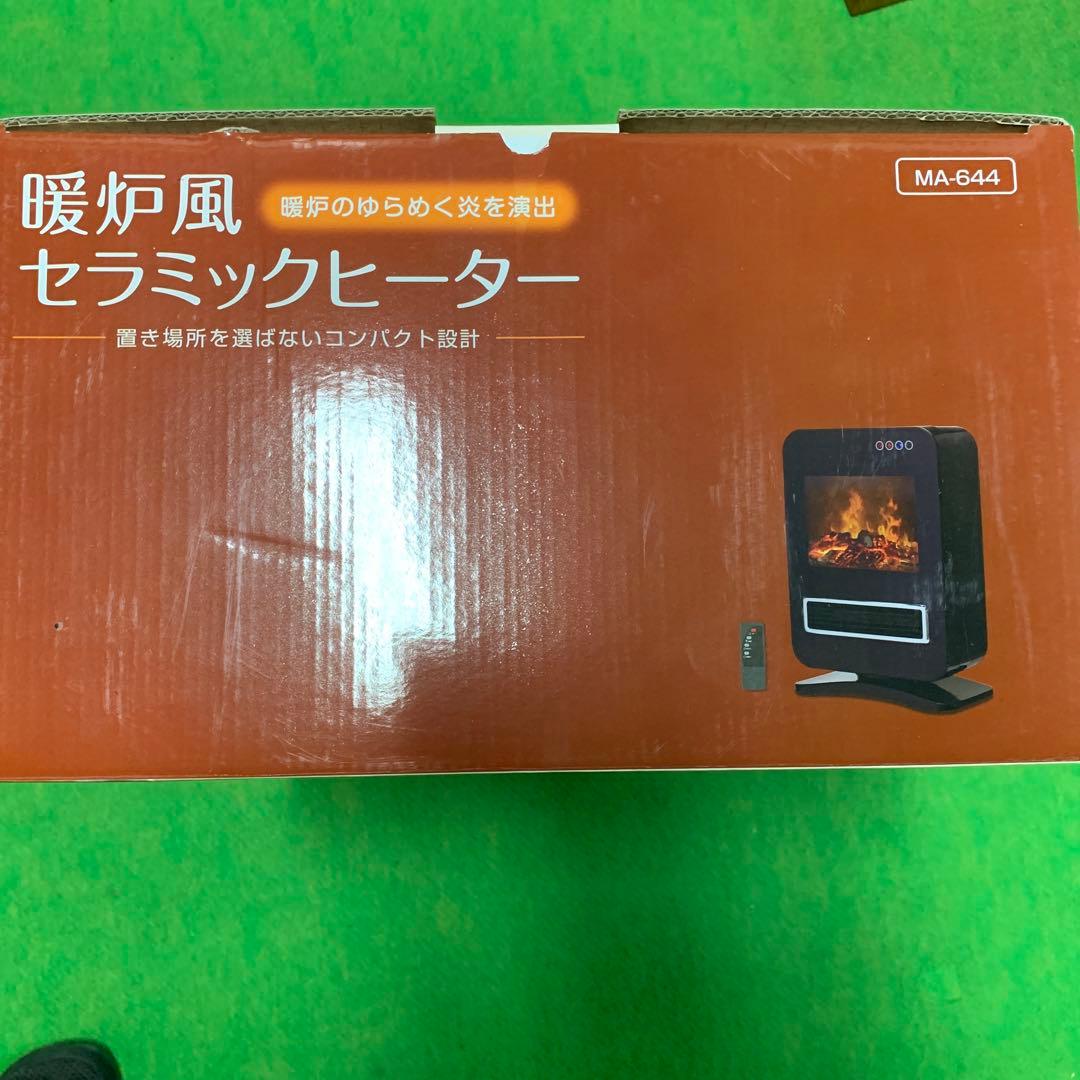 暖炉風
暖炉のゆらめく炎を演出
MA-644
セラミックヒーター
置き場所を選ばないコンパクト設計